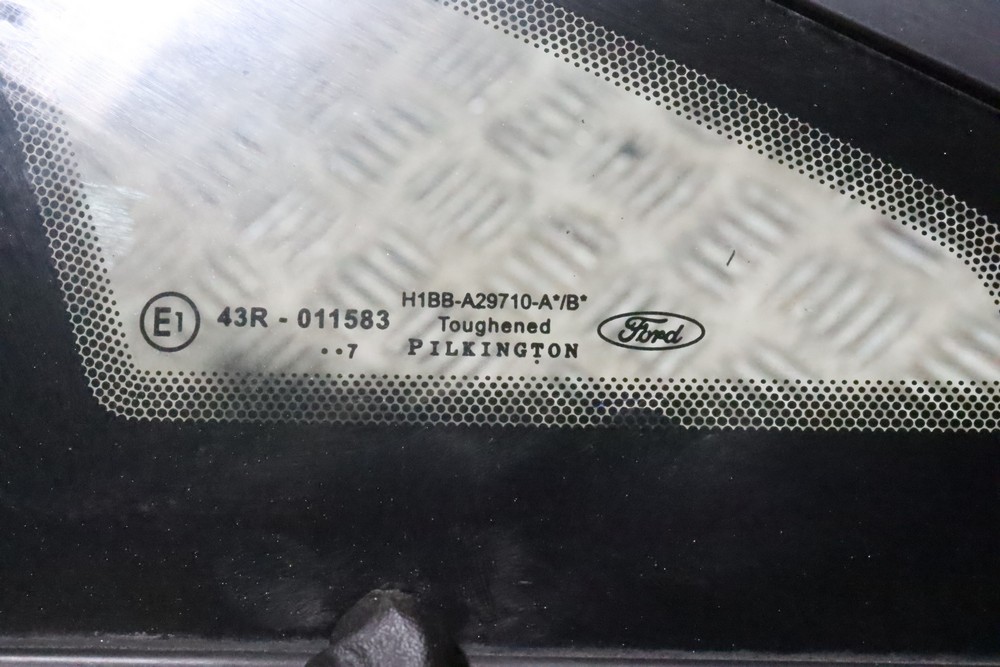 E1
43R - 011583
··7
H1BB-A29710-A*/B*
Toughened
PILKINGTON
Ford